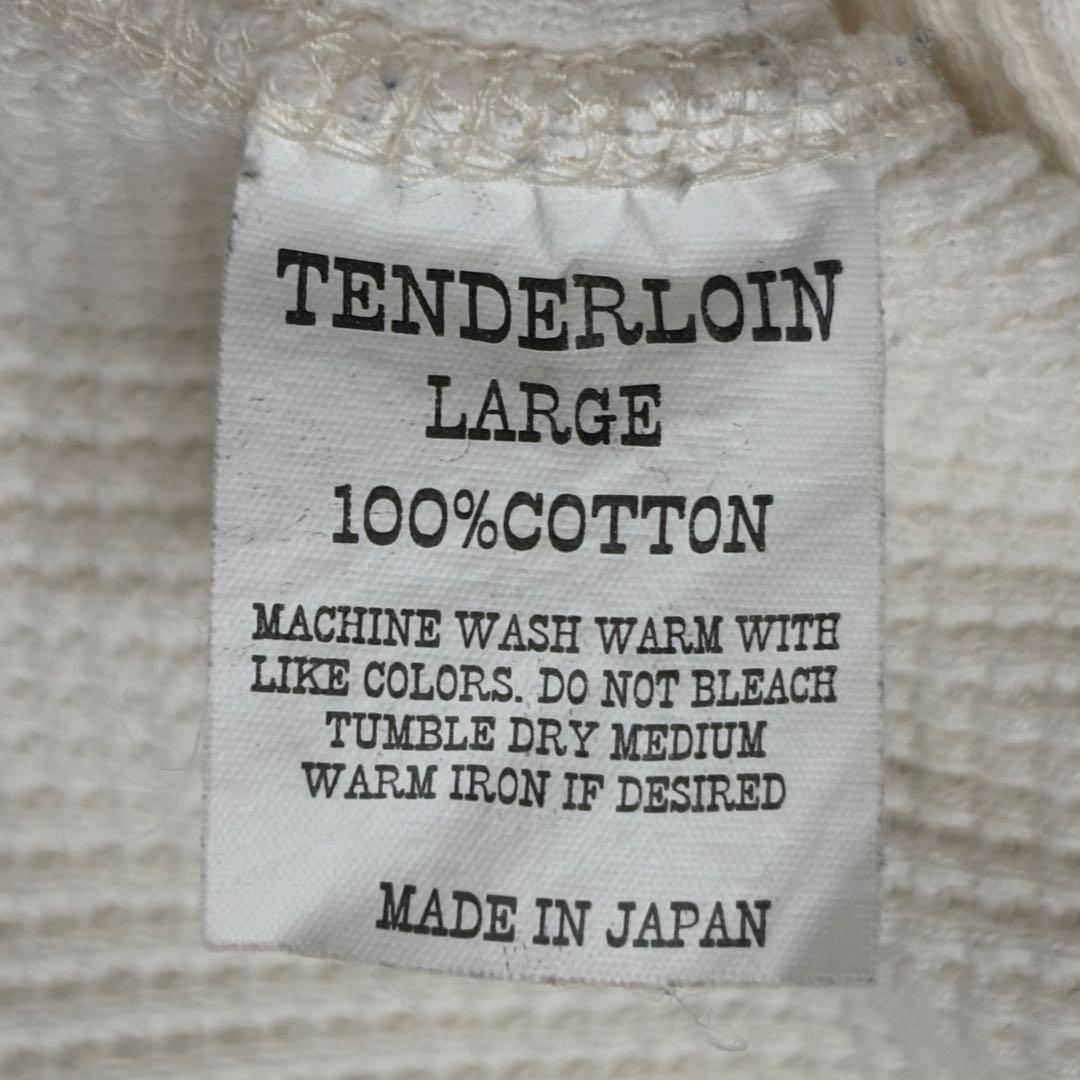 TENDERLOIN
LARGE
100%COTTON
MACHINE WASH WARM WITH
LIKE COLORS. DO NOT BLEACH
TUMBLE DRY MEDIUM
WARM IRON IF DESIRED
MADE IN JAPAN